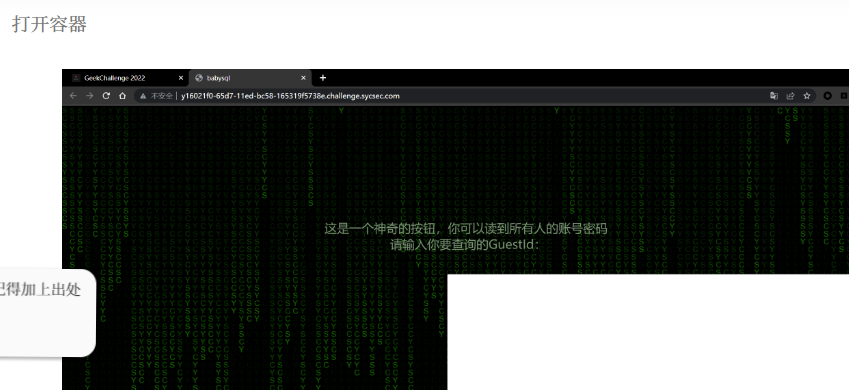 打开容器
GeekChallenge 2022
babysql
不安全 | y16021f0-65d7-11ed-bc58-165319f5738e.challenge.sycsec.com
这是一个神奇的按钮，你可以读到所有人的账号密码
请输入你要查询的GuestId：
记得加上出处